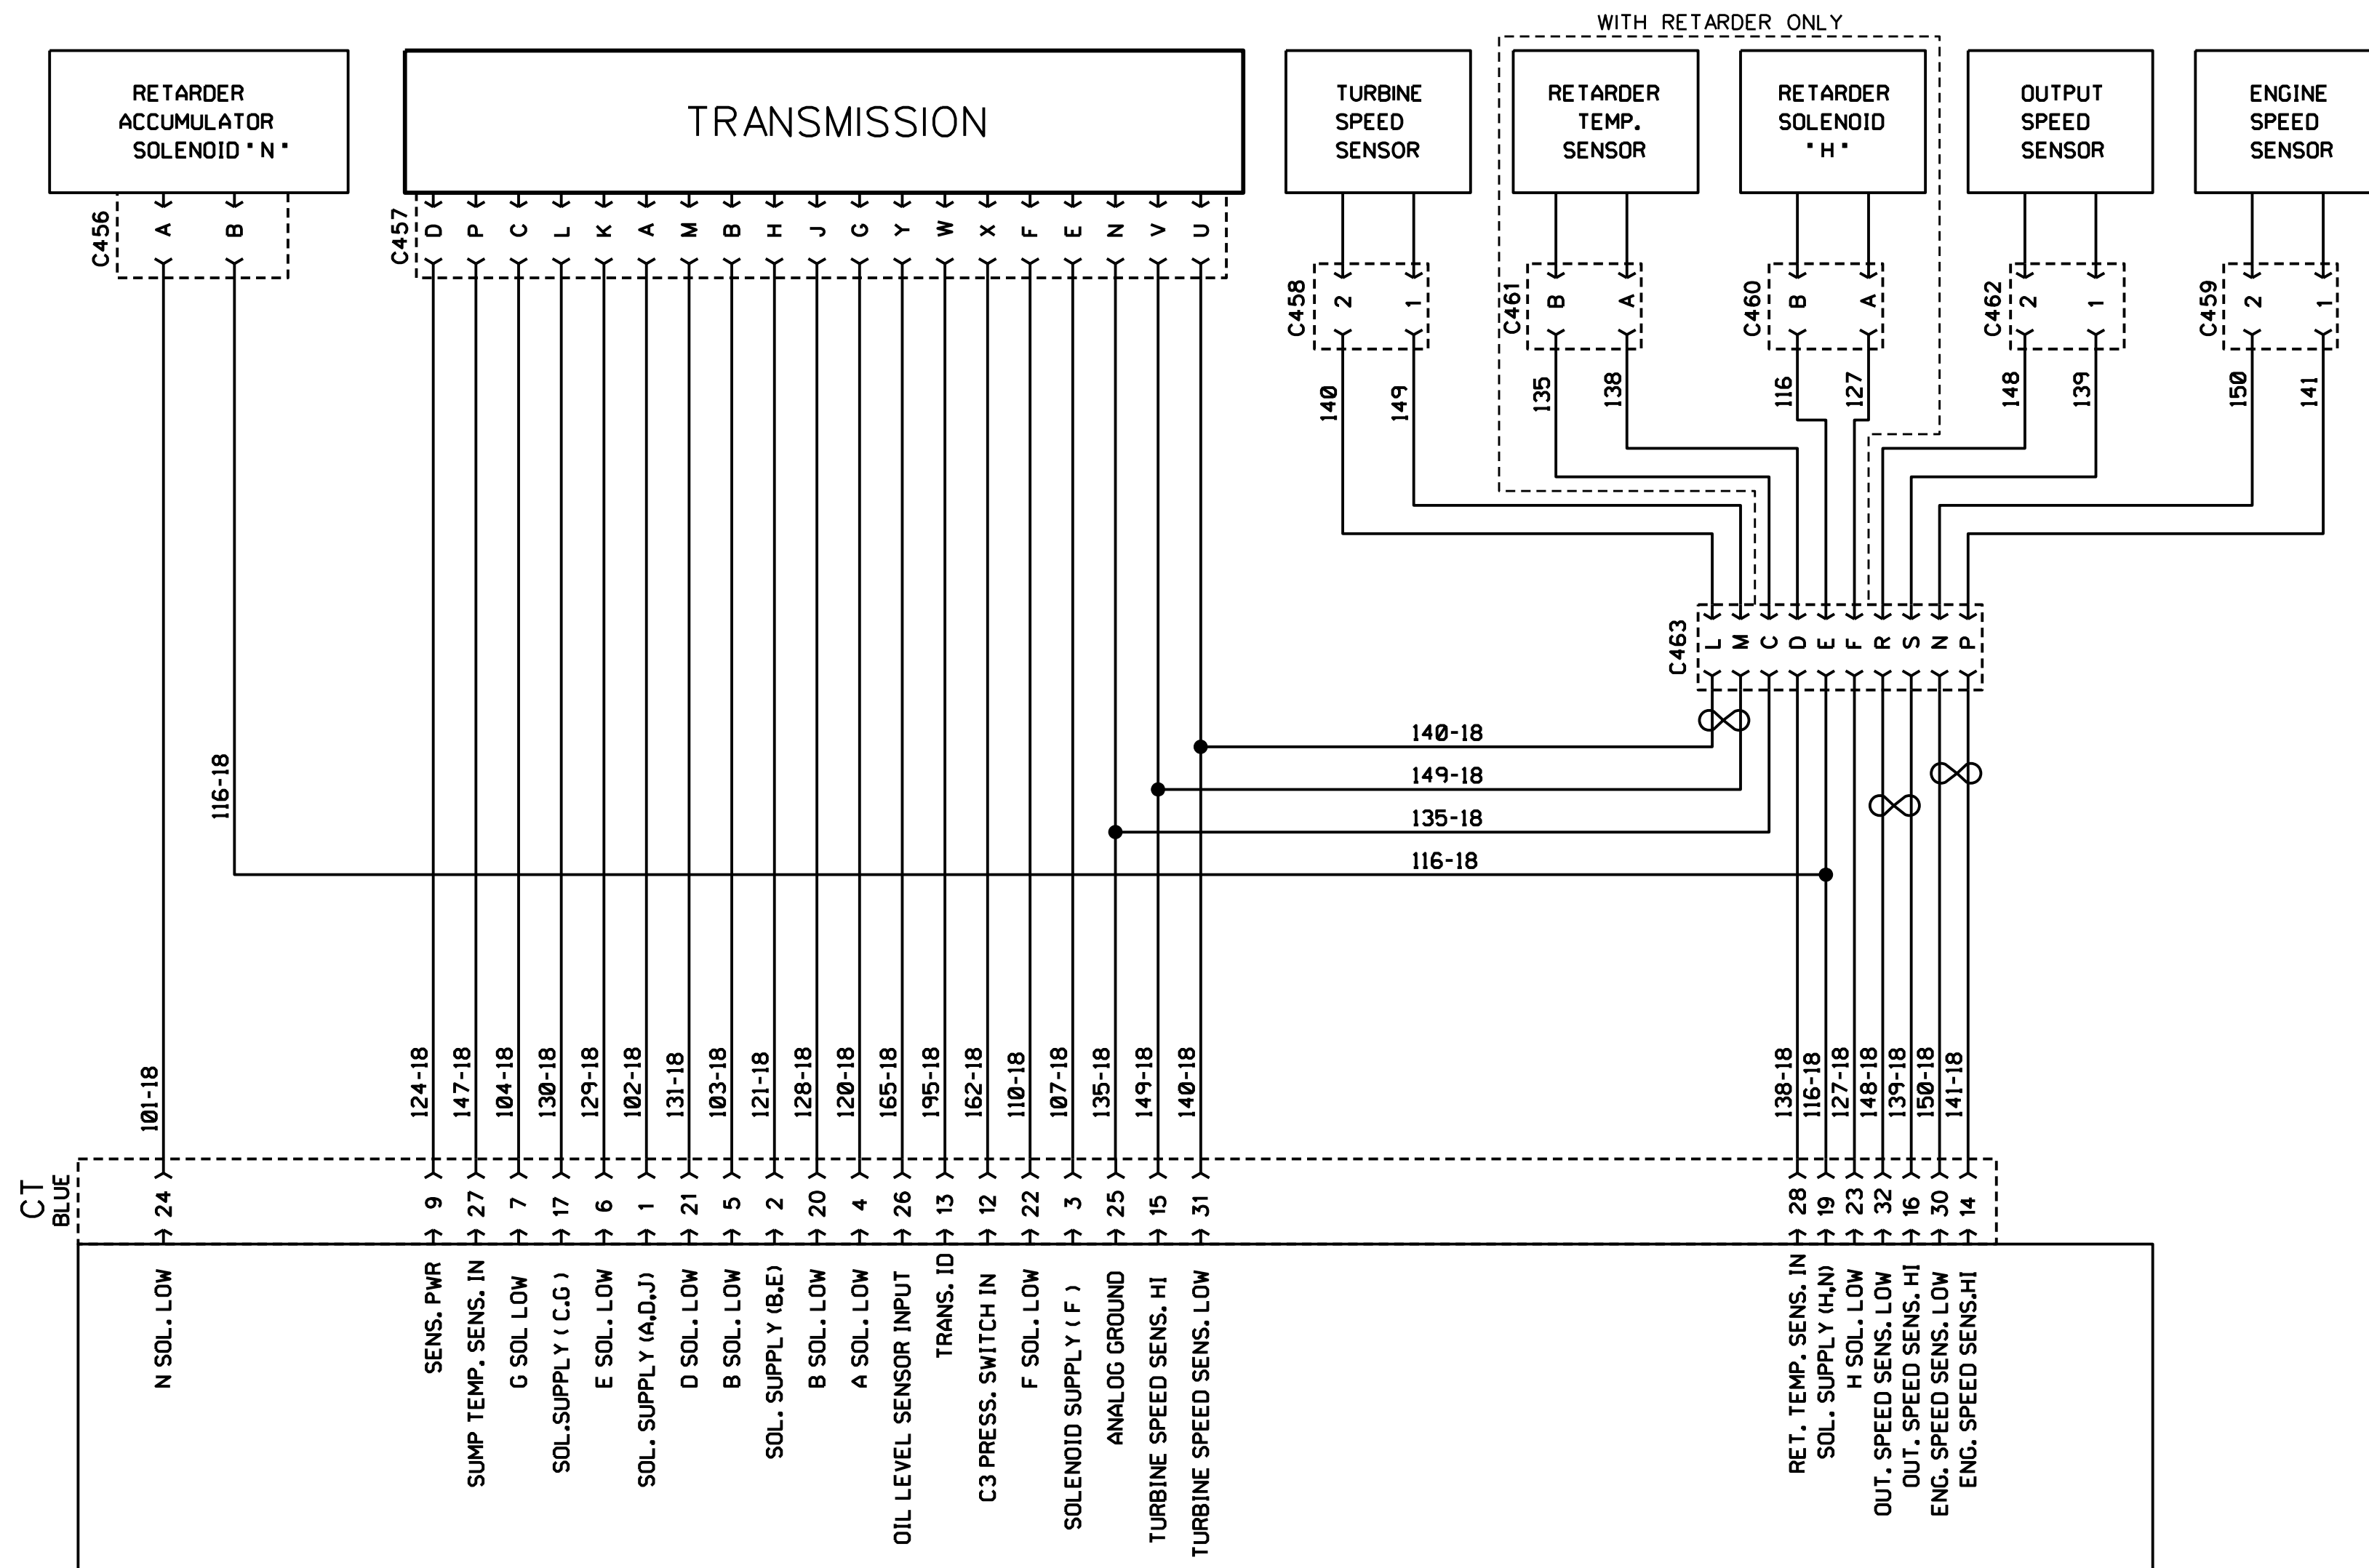 WITH RETARDER ONLY
RETARDER
ACCUMULATOR
SOLENOID "N"
TRANSMISSION
TURBINE
SPEED
SENSOR
RETARDER
TEMP.
SENSOR
RETARDER
SOLENOID
"H"
OUTPUT
SPEED
SENSOR
ENGINE
SPEED
SENSOR
C456
A
B
C457
D
P
C
L
K
A
M
B
H
J
G
Y
W
X
F
E
N
V
U
C458
2
1
C461
B
A
C460
B
A
C462
2
1
C459
2
1
140
149
135
138
116
127
148
139
150
141
C463
L
M
C
D
E
F
R
S
N
P
140-18
149-18
135-18
116-18
116-18
101-18
124-18
147-18
104-18
130-18
129-18
102-18
131-18
103-18
121-18
128-18
120-18
165-18
195-18
162-18
110-18
107-18
135-18
149-18
140-18
138-18
116-18
127-18
148-18
139-18
150-18
141-18
CT
BLUE
24
9
27
7
17
6
1
21
5
2
20
4
26
13
12
22
3
25
15
31
28
19
23
32
16
30
14
N SOL. LOW
SENS. PWR
SUMP TEMP. SENS. IN
G SOL LOW
SOL.SUPPLY ( C.G )
E SOL. LOW
SOL. SUPPLY (A.D.J)
D SOL. LOW
B SOL. LOW
SOL. SUPPLY (B.E)
B SOL. LOW
A SOL. LOW
OIL LEVEL SENSOR INPUT
TRANS. ID
C3 PRESS. SWITCH IN
F SOL. LOW
SOLENOID SUPPLY ( F )
ANALOG GROUND
TURBINE SPEED SENS. HI
TURBINE SPEED SENS. LOW
RET. TEMP. SENS. IN
SOL. SUPPLY (H.N)
H SOL. LOW
OUT. SPEED SENS. LOW
OUT. SPEED SENS. HI
ENG. SPEED SENS. LOW
ENG. SPEED SENS.HI